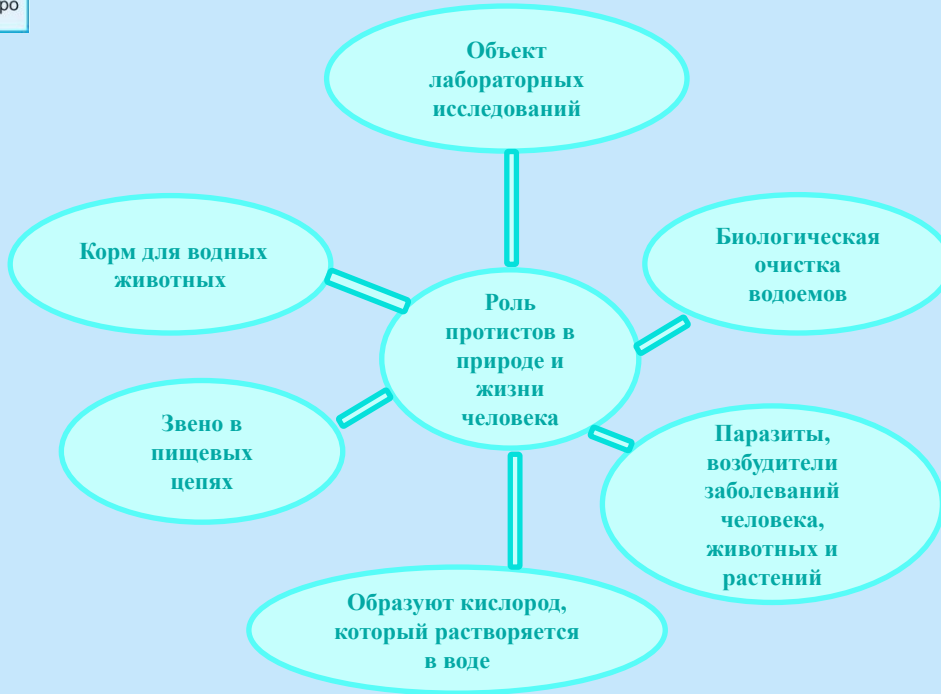 Объект
лабораторных
исследований
Корм для водных
животных
Биологическая
очистка
водоемов
Роль
протистов в
природе и
жизни
человека
Звено в
пищевых
цепях
Паразиты,
возбудители
заболеваний
человека,
животных и
растений
Образуют кислород,
который растворяется
в воде